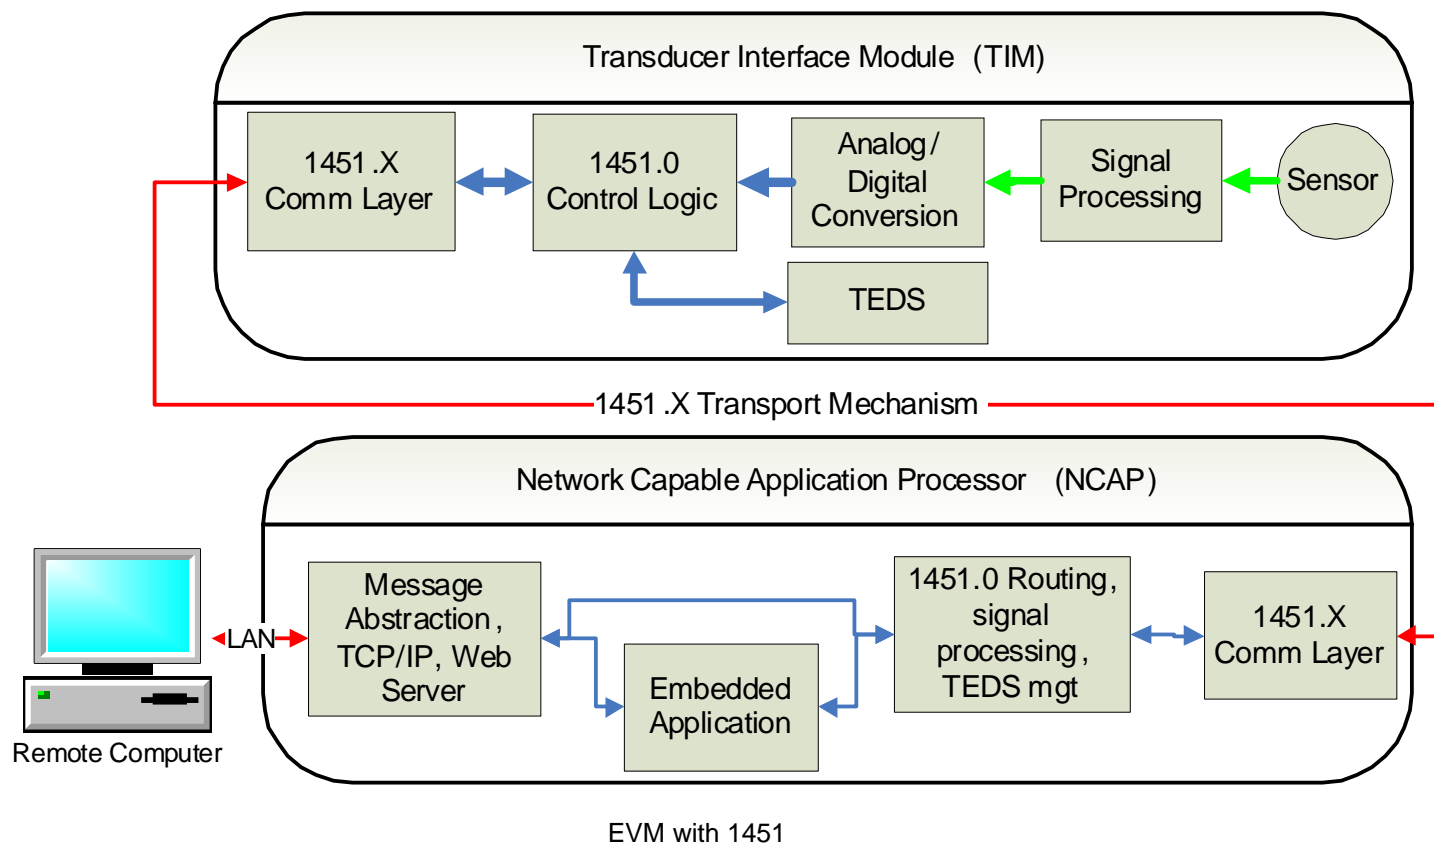 Transducer Interface Module (TIM)
1451.X
Comm Layer
1451.0
Control Logic
Analog/
Digital
Conversion
Signal
Processing
Sensor
TEDS
1451.X Transport Mechanism
Network Capable Application Processor (NCAP)
Message
Abstraction,
TCP/IP, Web
Server
Embedded
Application
1451.0 Routing,
signal
processing,
TEDS mgt
1451.X
Comm Layer
LAN
Remote Computer
EVM with 1451